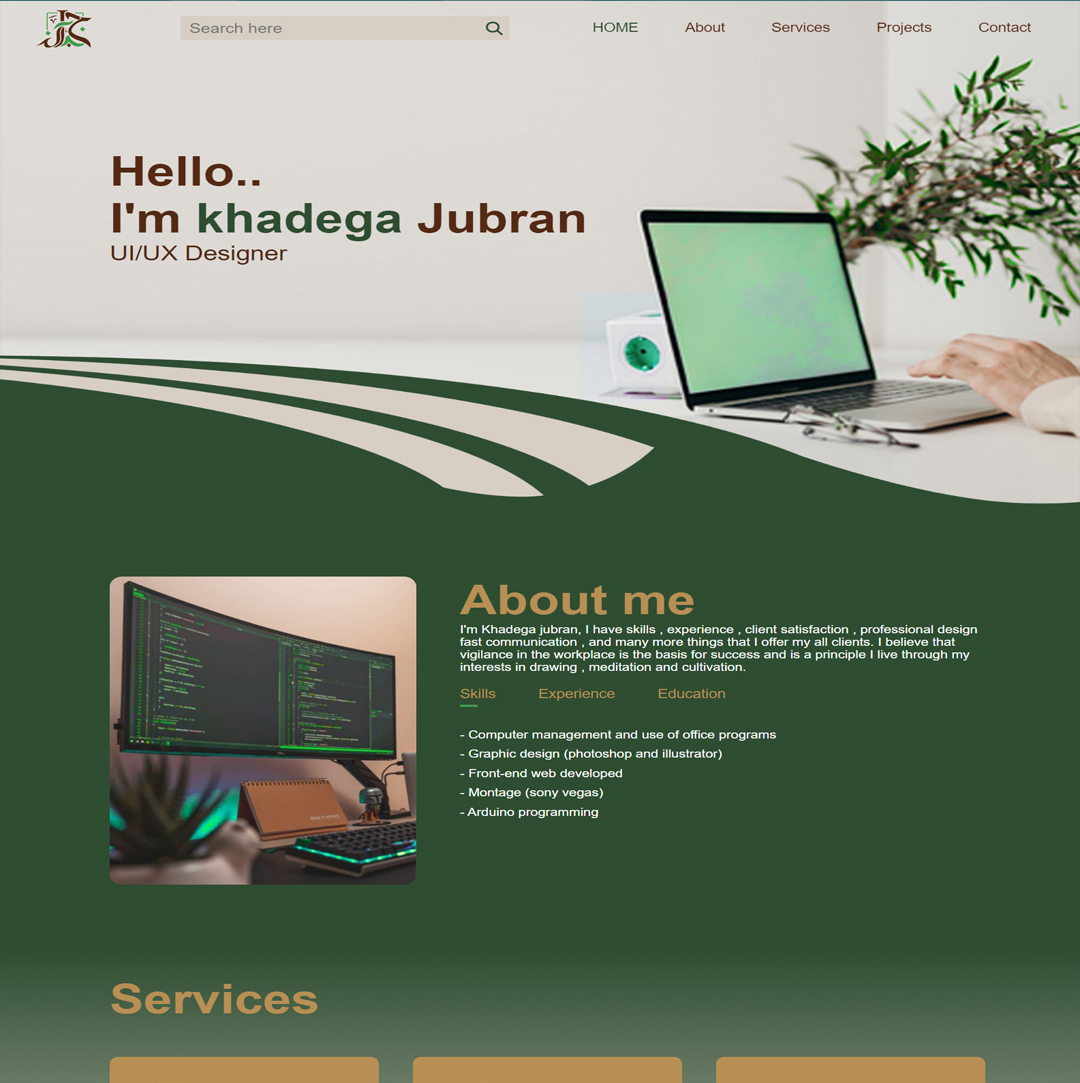 Search here
HOME About Services Projects Contact
Hello..
I'm khadega Jubran
UI/UX Designer
About me
I'm Khadega jubran, I have skills , experience , client satisfaction , professional design
fast communication , and many more things that I offer my all clients. I believe that
vigilance in the workplace is the basis for success and is a principle I live through my
interests in drawing , meditation and cultivation.
Skills Experience Education
- Computer management and use of office programs
- Graphic design (photoshop and illustrator)
- Front-end web developed
- Montage (sony vegas)
- Arduino programming
Services